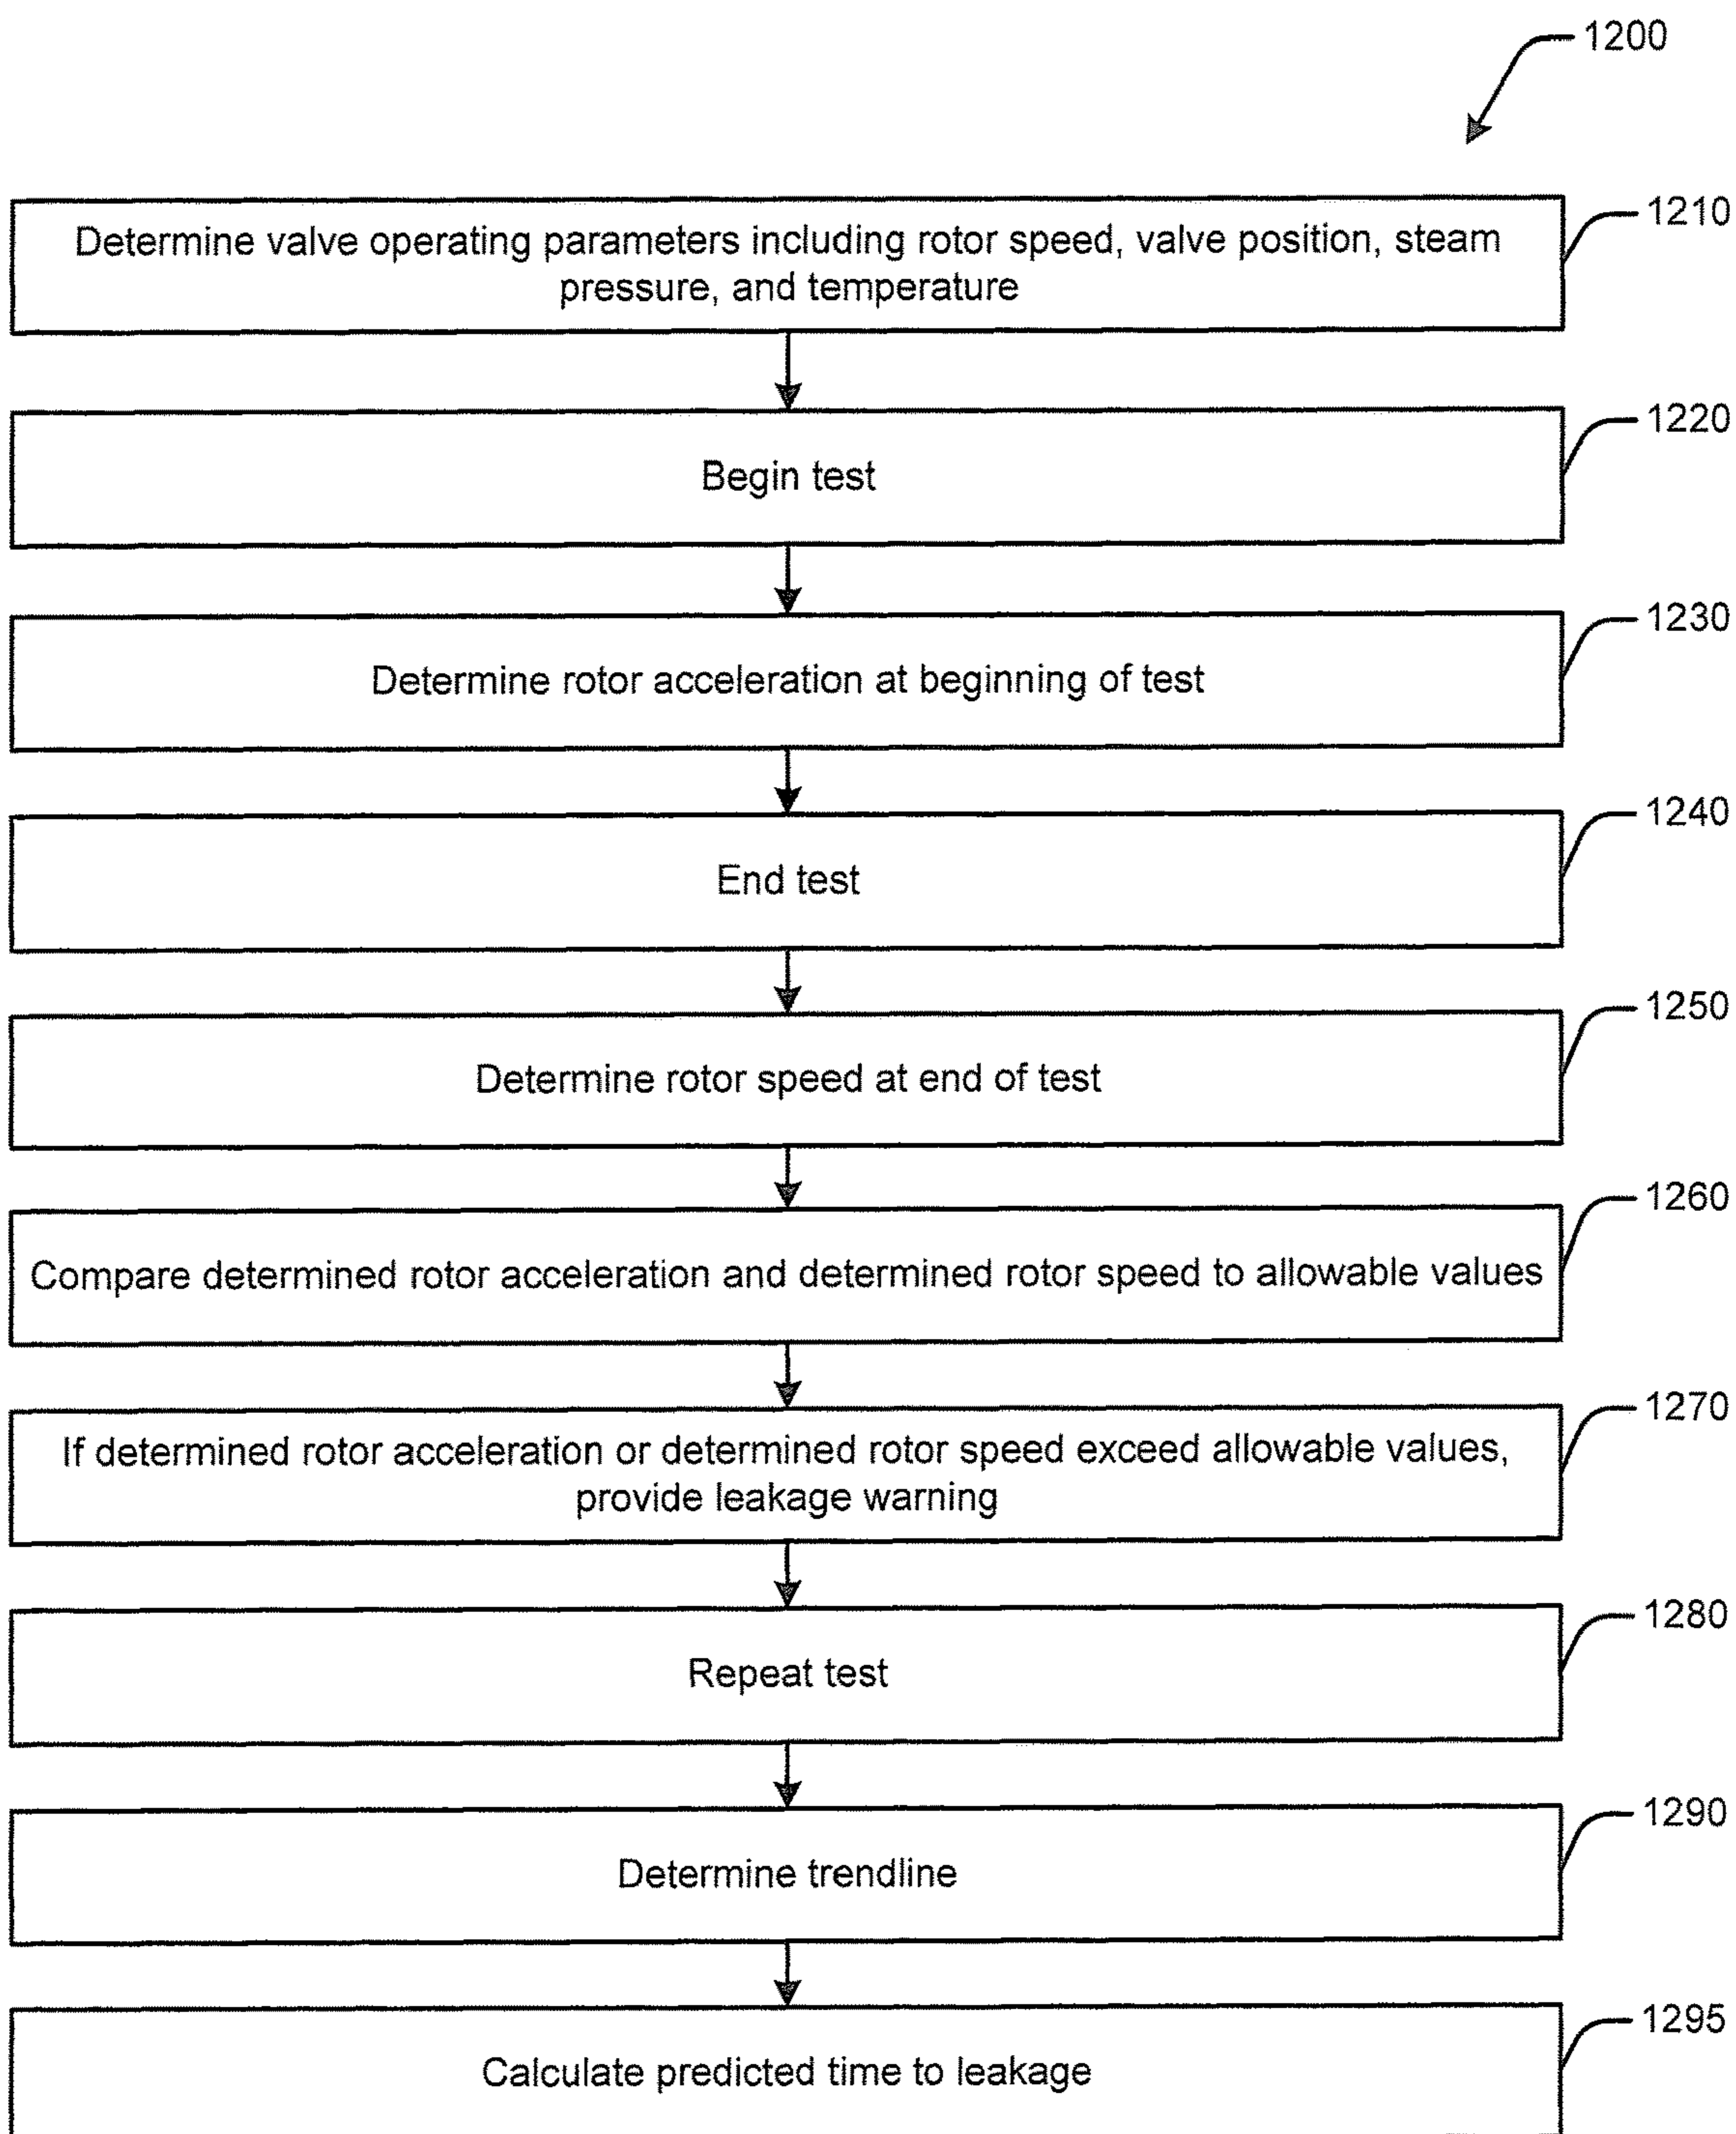 1200
1210
Determine valve operating parameters including rotor speed, valve position, steam
pressure, and temperature
1220
Begin test
1230
Determine rotor acceleration at beginning of test
1240
End test
1250
Determine rotor speed at end of test
1260
Compare determined rotor acceleration and determined rotor speed to allowable values
1270
If determined rotor acceleration or determined rotor speed exceed allowable values,
provide leakage warning
1280
Repeat test
1290
Determine trendline
1295
Calculate predicted time to leakage